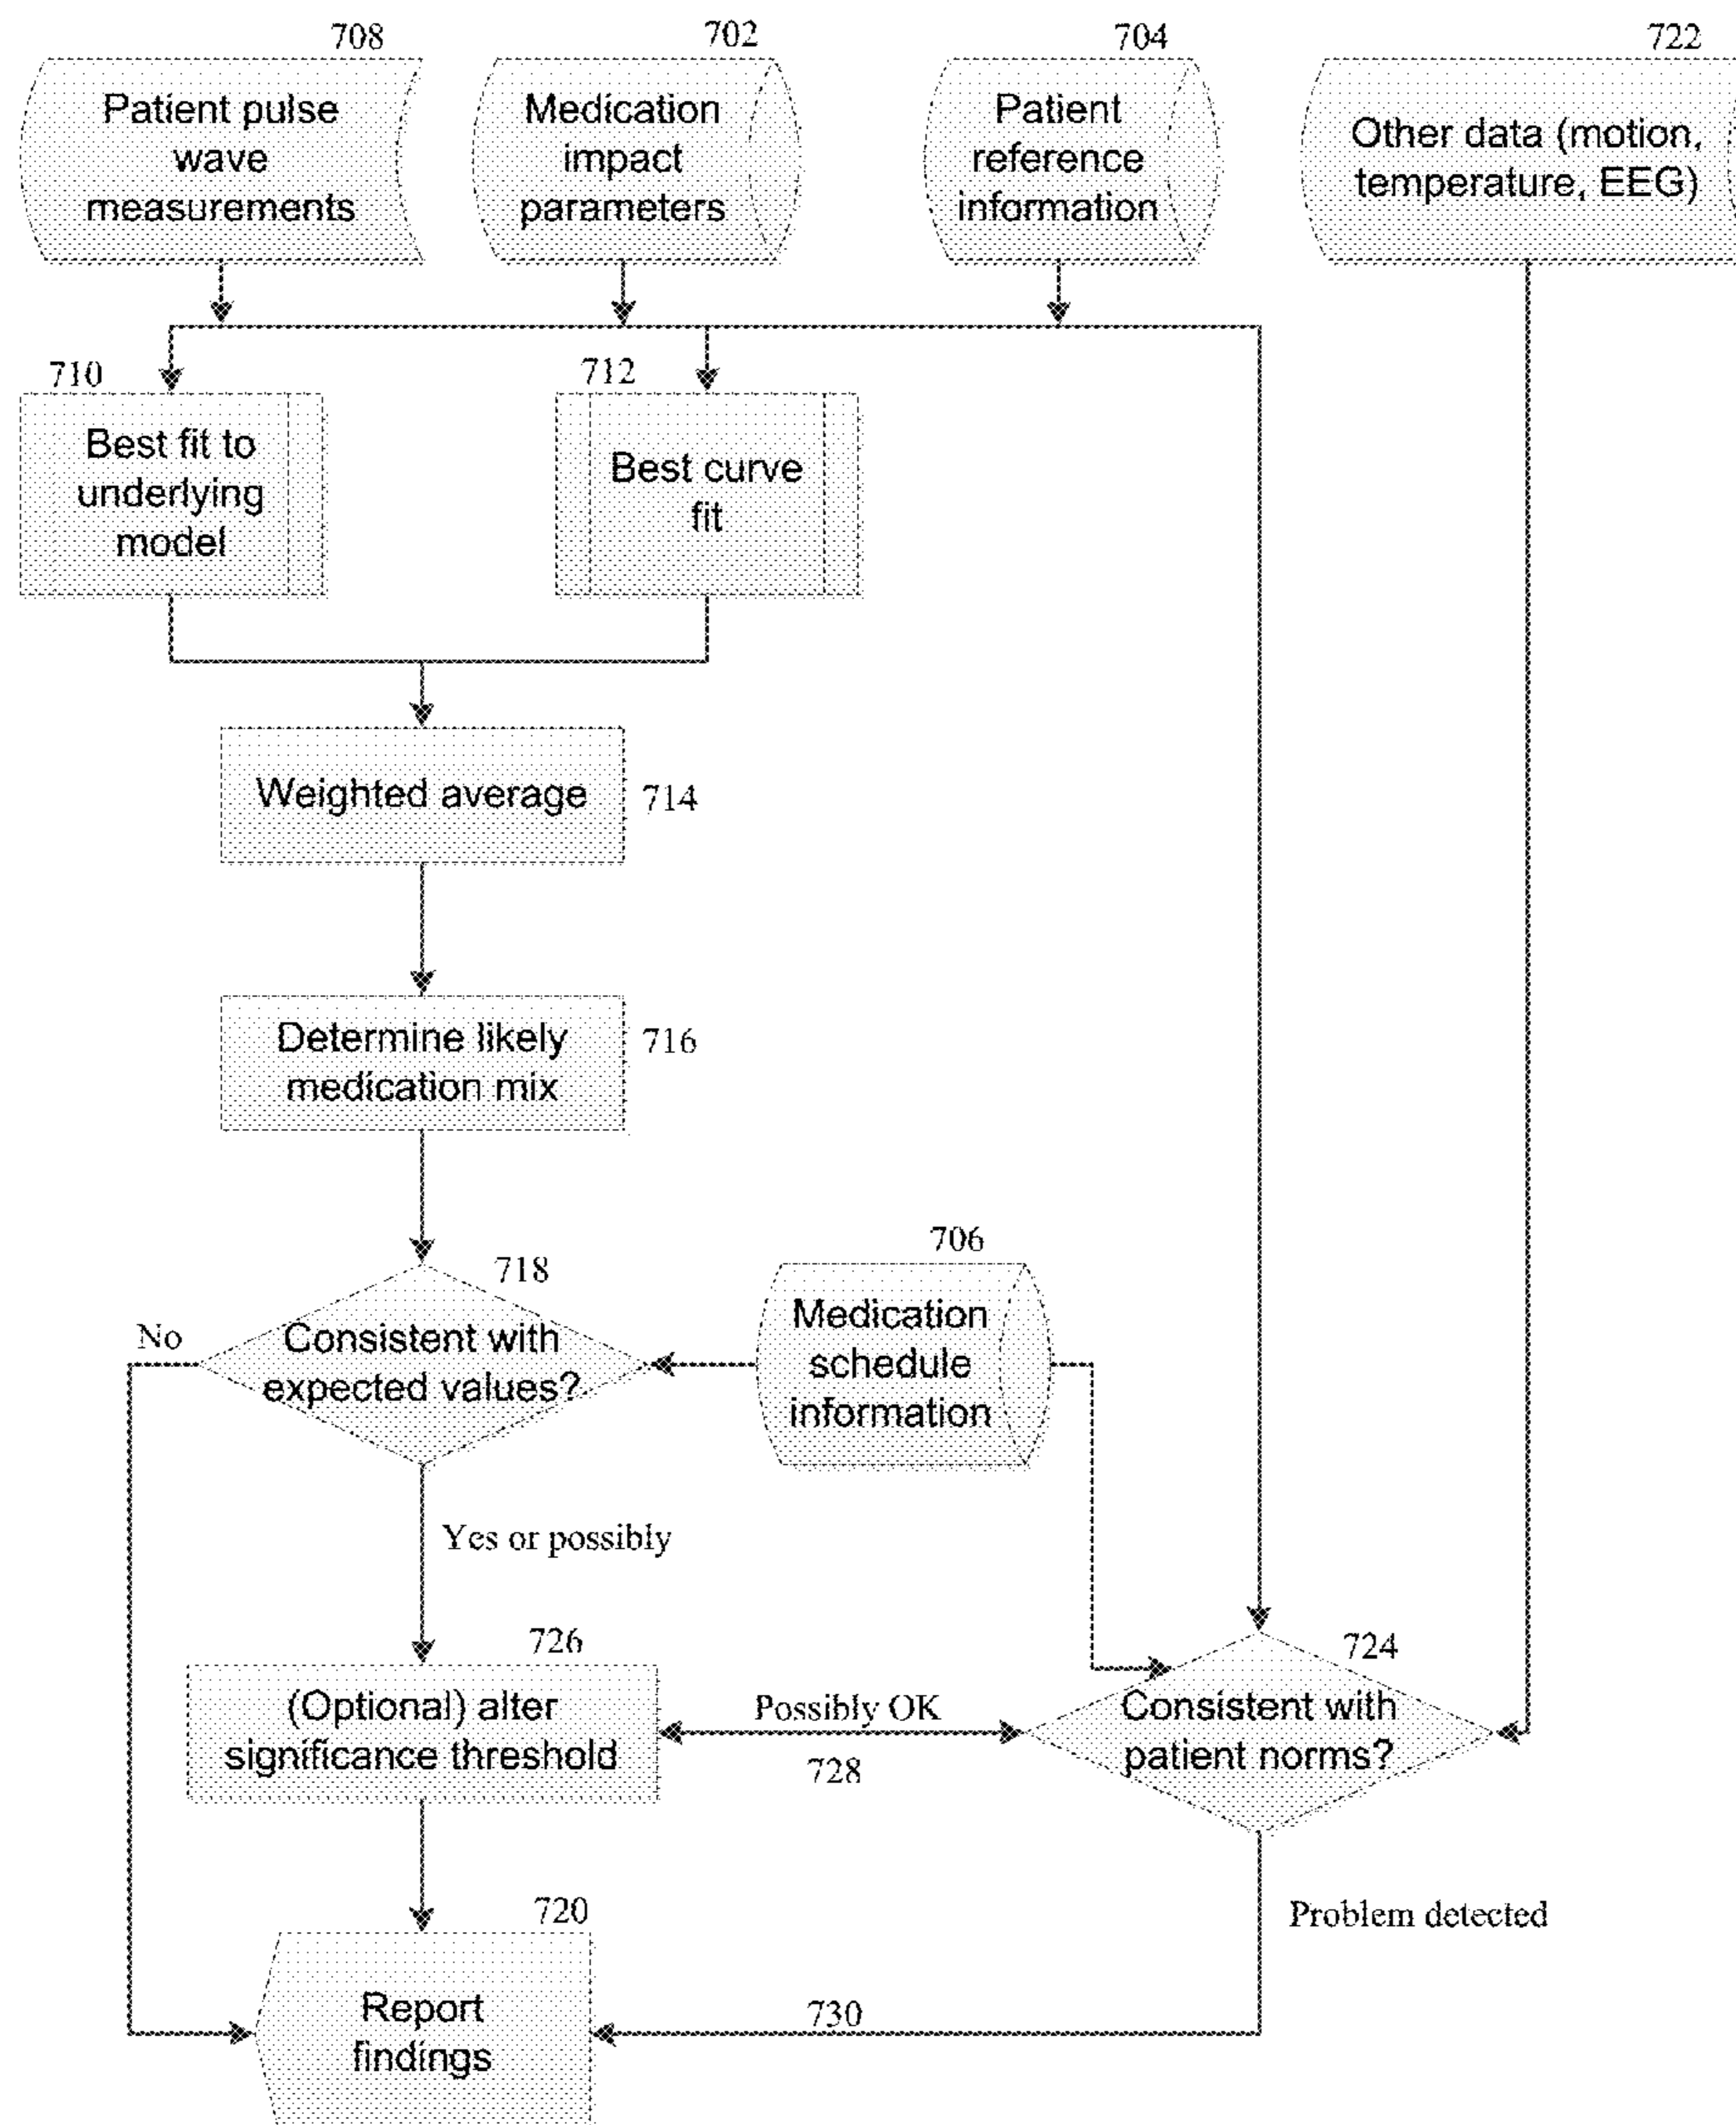 708
702
704
722
Patient pulse
wave
measurements
Medication
impact
parameters
Patient
reference
information
Other data (motion,
temperature, EEG)
710
712
Best fit to
underlying
model
Best curve
fit
Weighted average
714
Determine likely
medication mix
716
706
718
No
Consistent with
expected values?
Medication
schedule
information
Yes or possibly
726
724
(Optional) alter
significance threshold
Possibly OK
728
Consistent with
patient norms?
720
Problem detected
Report
findings
730